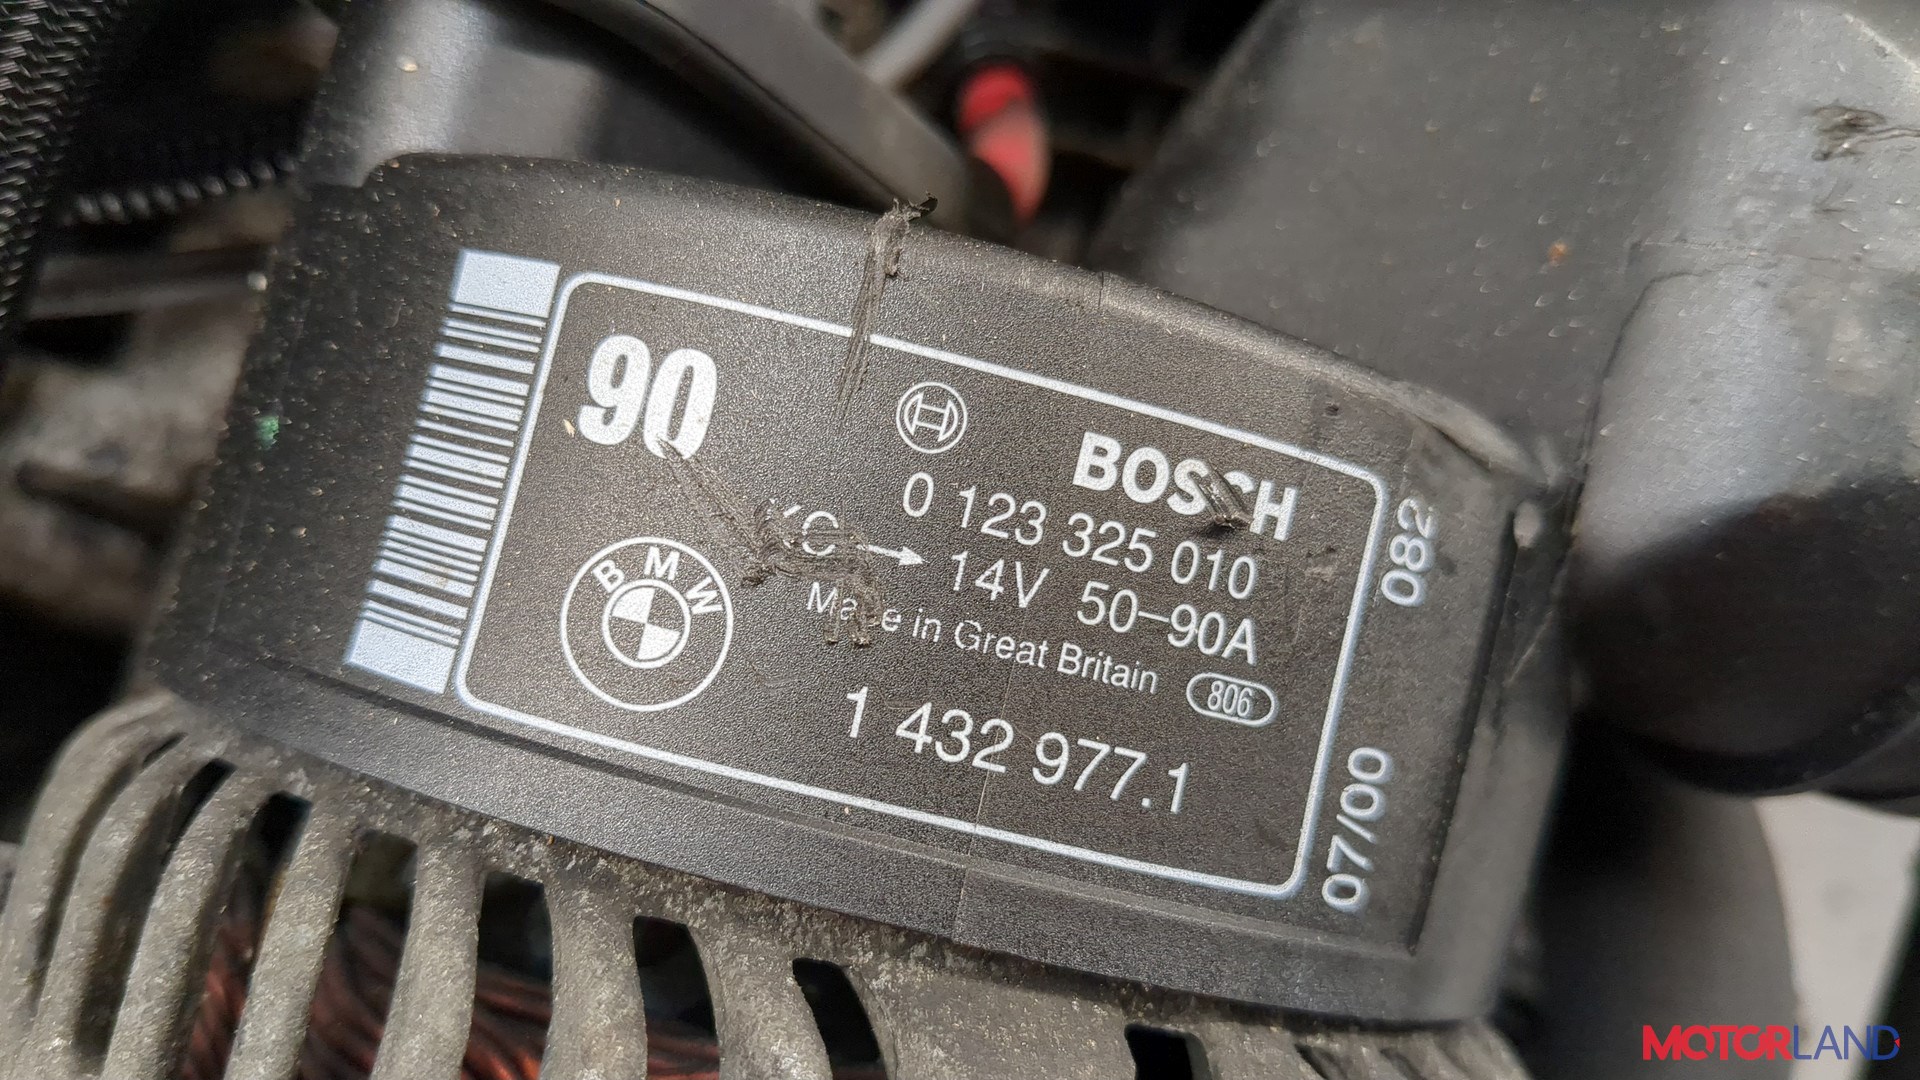 90
BOSCH
0 123 325 010
14V 50-90A
Made in Great Britain 806
BMW
1 432 977.1
082
07/00
MOTORLAND